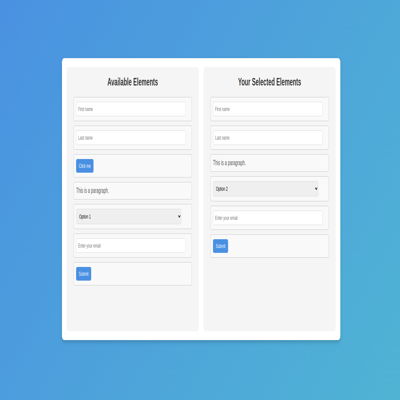 Available Elements
First name
Last name
Click me
This is a paragraph.
Option 1
Enter your email
Submit
Your Selected Elements
First name
Last name
This is a paragraph.
Option 2
Enter your email
Submit